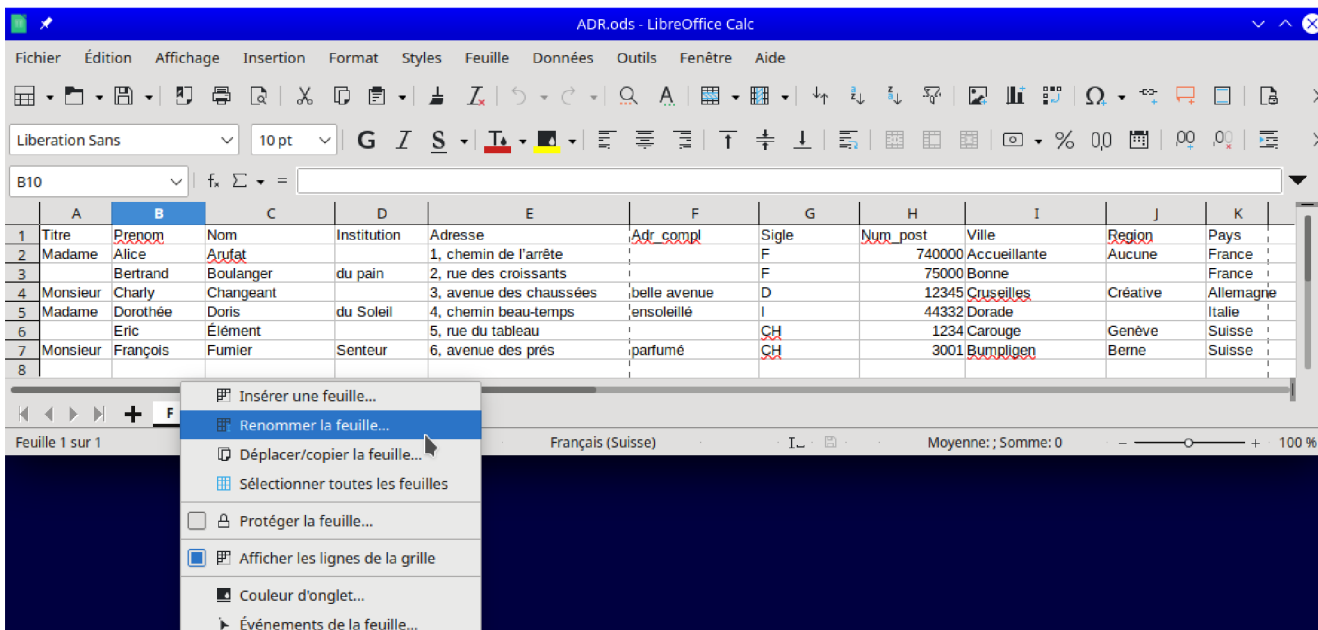 ADR.ods - LibreOffice Calc
Fichier Édition Affichage Insertion Format Styles Feuille Données Outils Fenêtre Aide
Liberation Sans 10 pt G I S % 0,0
B10 fx Σ =
A B C D E F G H I J K
1 Titre Prenom Nom Institution Adresse Adr_compl Sigle Num_post Ville Region Pays
2 Madame Alice Arufat 1, chemin de l'arrête F 740000 Accueillante Aucune France
3 Bertrand Boulanger du pain 2, rue des croissants F 75000 Bonne France
4 Monsieur Charly Changeant 3, avenue des chaussées belle avenue D 12345 Cruseilles Créative Allemagne
5 Madame Dorothée Doris du Soleil 4, chemin beau-temps ensoleillé I 44332 Dorade Italie
6 Eric Élément 5, rue du tableau CH 1234 Carouge Genève Suisse
7 Monsieur François Fumier Senteur 6, avenue des prés parfumé CH 3001 Bumpligen Berne Suisse
8
F
Feuille 1 sur 1 Français (Suisse) Moyenne: ; Somme: 0 100 %
Insérer une feuille...
Renommer la feuille...
Déplacer/copier la feuille...
Sélectionner toutes les feuilles
Protéger la feuille...
Afficher les lignes de la grille
Couleur d'onglet...
Événements de la feuille...